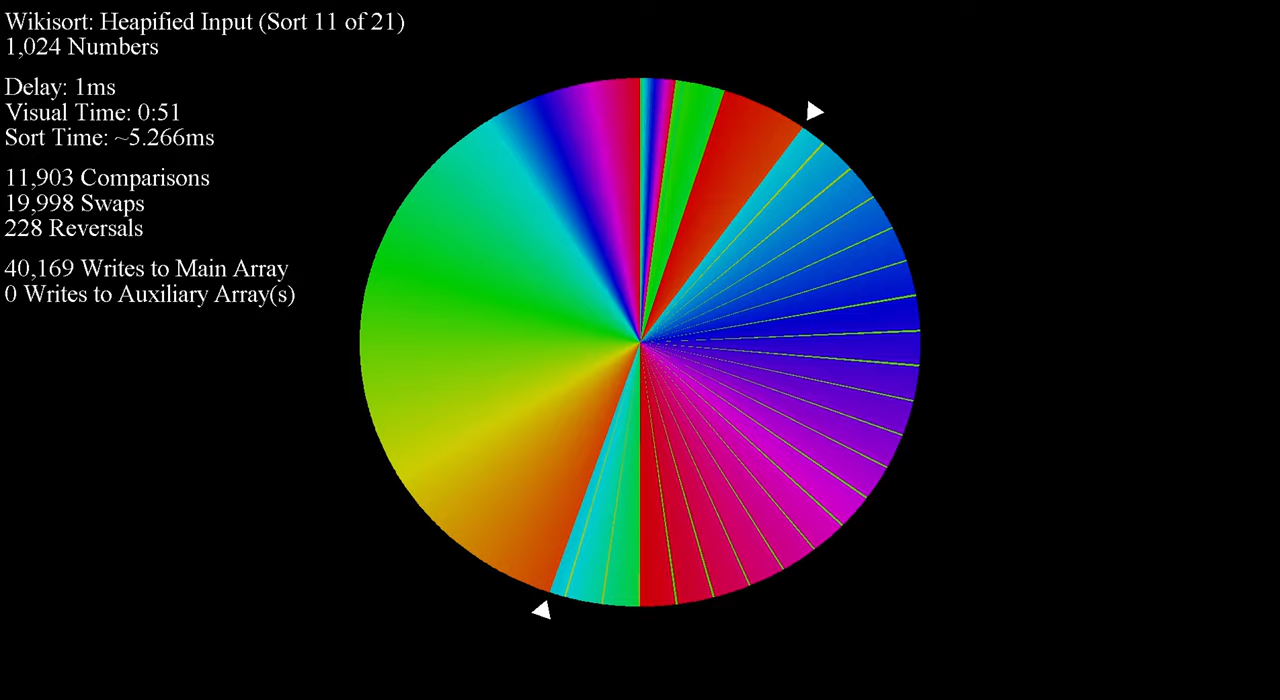 Wikisort: Heapified Input (Sort 11 of 21)
1,024 Numbers
Delay: 1ms
Visual Time: 0:51
Sort Time: ~5.266ms
11,903 Comparisons
19,998 Swaps
228 Reversals
40,169 Writes to Main Array
0 Writes to Auxiliary Array(s)